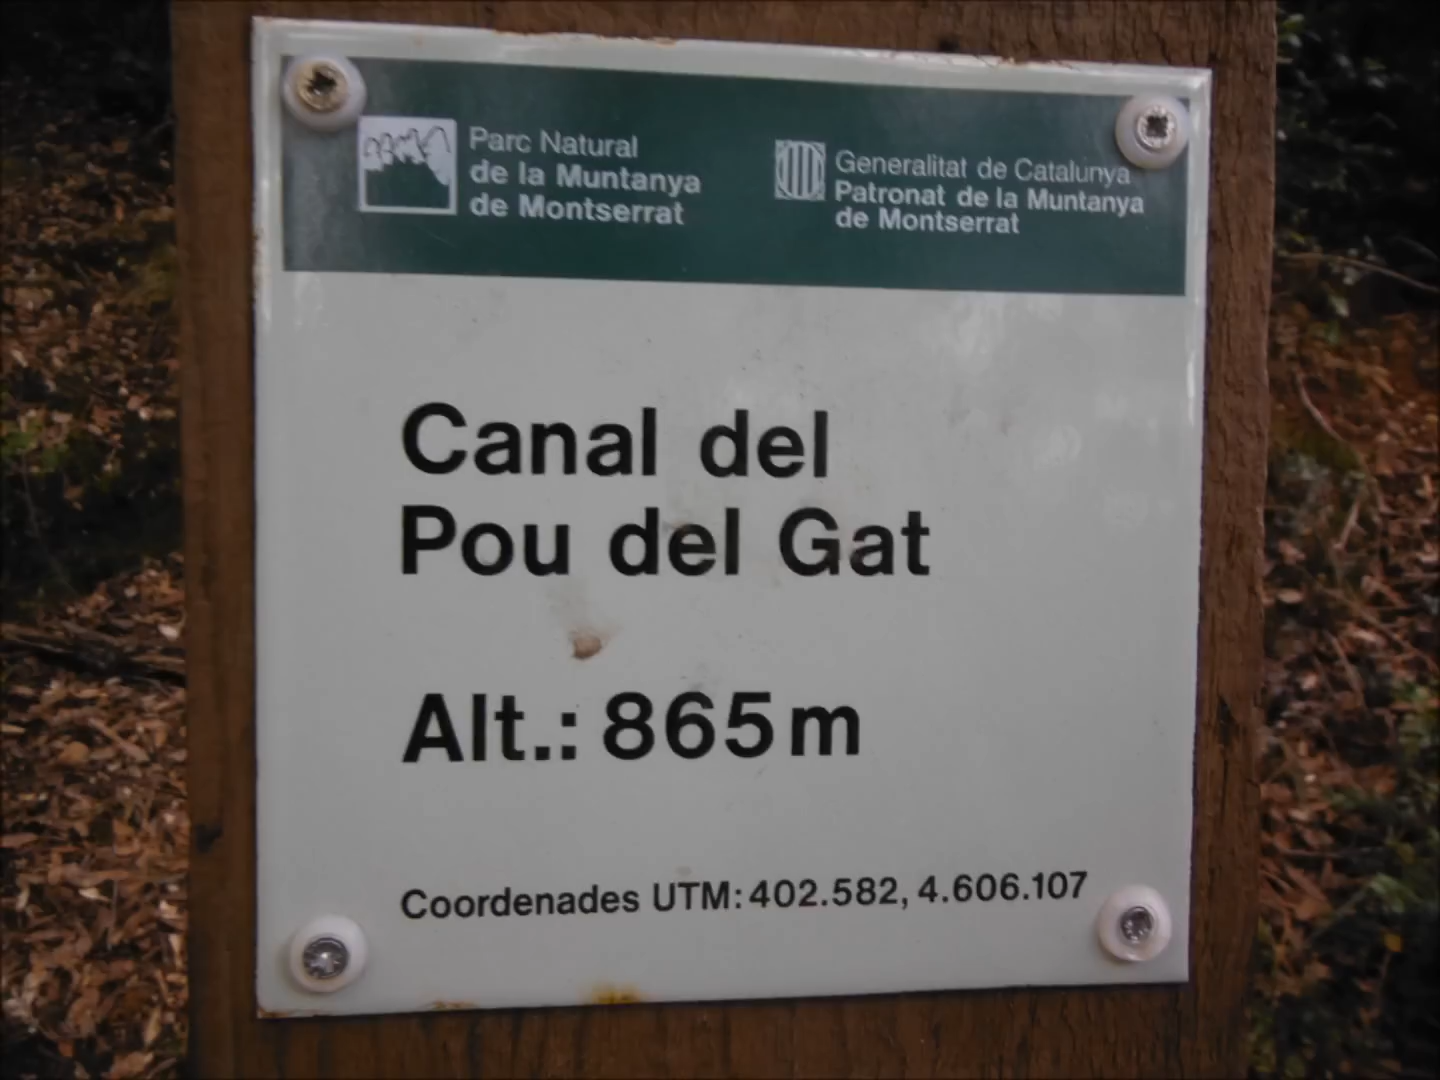 Parc Natural
de la Muntanya
de Montserrat
Generalitat de Catalunya
Patronat de la Muntanya
de Montserrat
Canal del
Pou del Gat
Alt.: 865 m
Coordenades UTM: 402.582, 4.606.107